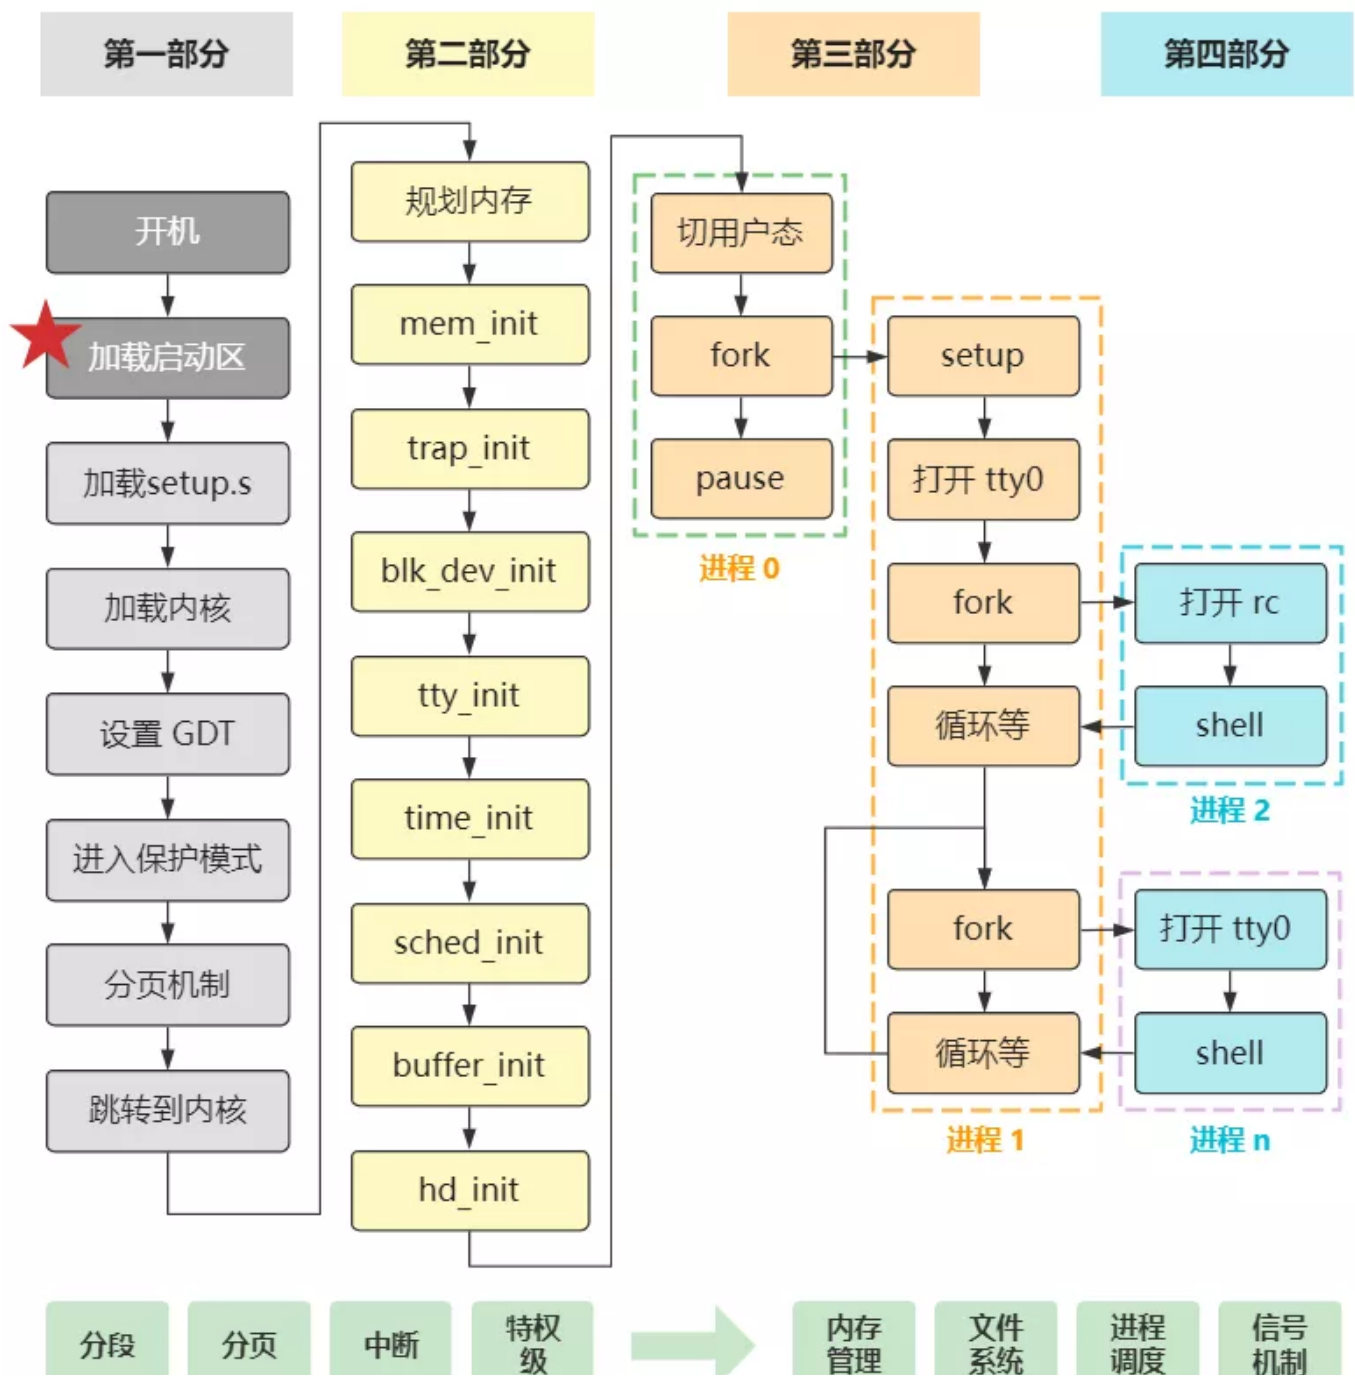 第一部分
第二部分
第三部分
第四部分
开机
加载启动区
加载setup.s
加载内核
设置 GDT
进入保护模式
分页机制
跳转到内核
规划内存
mem_init
trap_init
blk_dev_init
tty_init
time_init
sched_init
buffer_init
hd_init
切用户态
fork
pause
进程 0
setup
打开 tty0
fork
循环等
fork
循环等
进程 1
打开 rc
shell
进程 2
打开 tty0
shell
进程 n
分段
分页
中断
特权
级
内存
管理
文件
系统
进程
调度
信号
机制